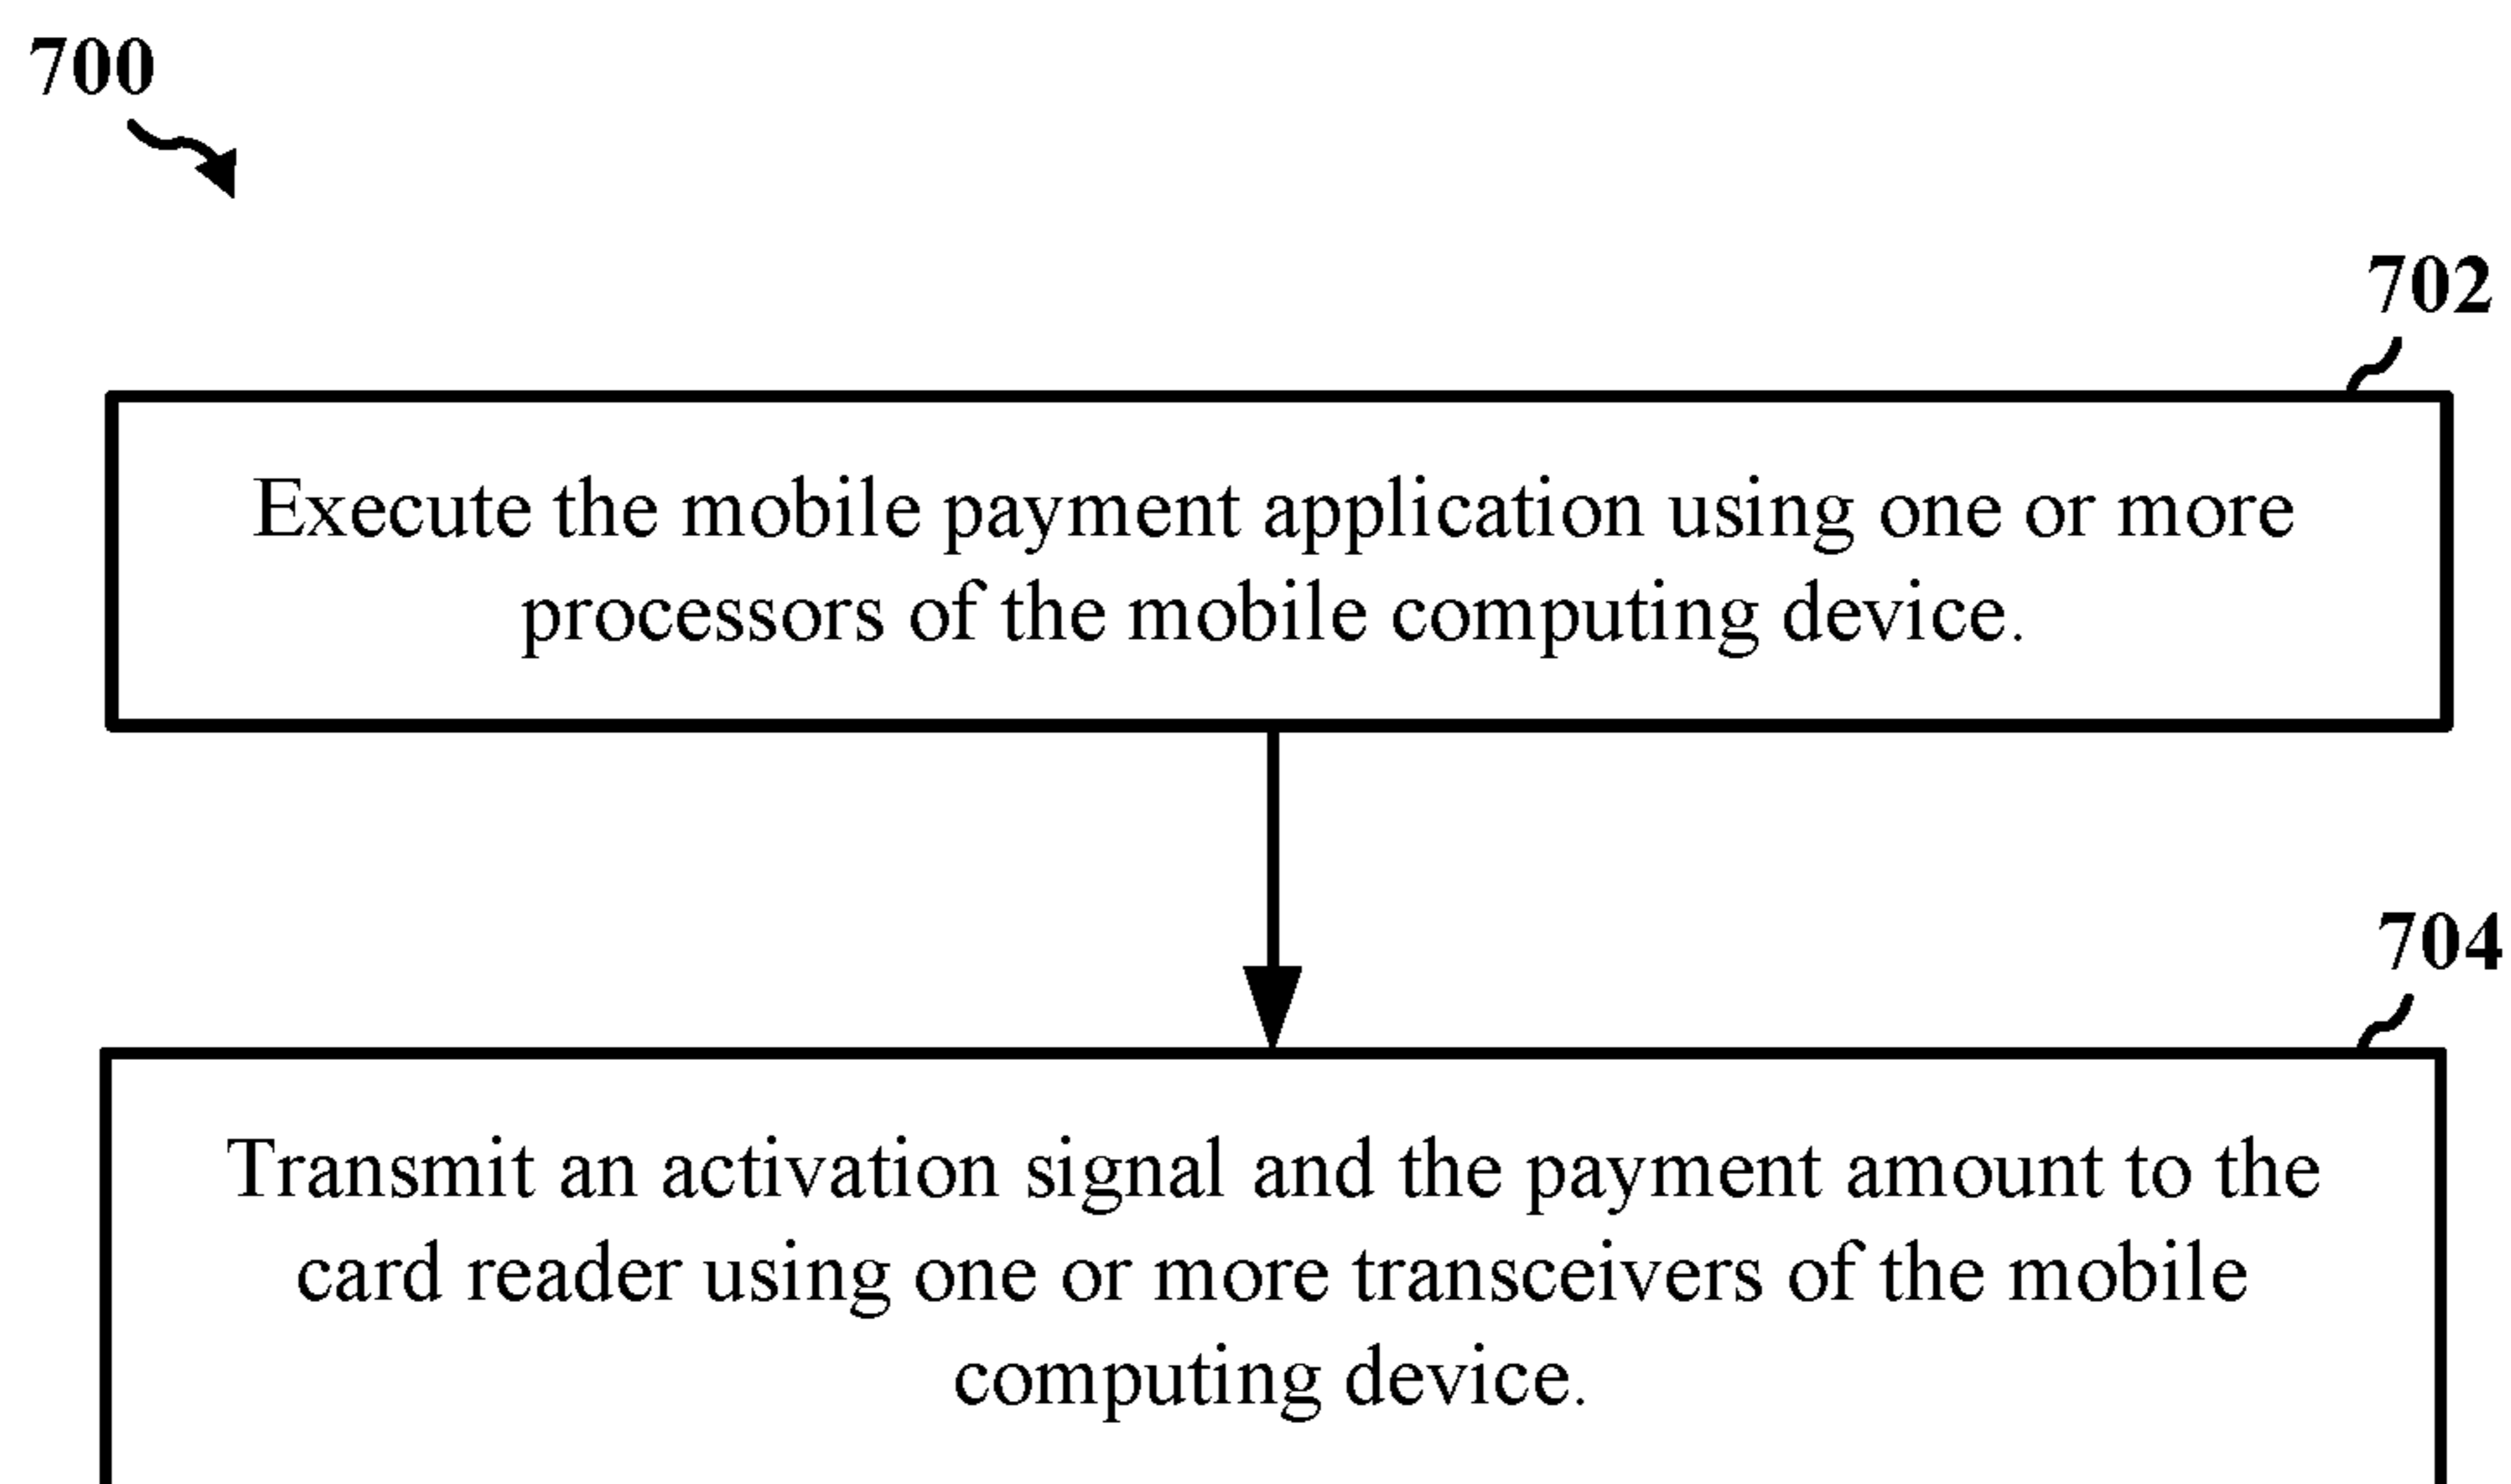 700
702
Execute the mobile payment application using one or more
processors of the mobile computing device.
704
Transmit an activation signal and the payment amount to the
card reader using one or more transceivers of the mobile
computing device.